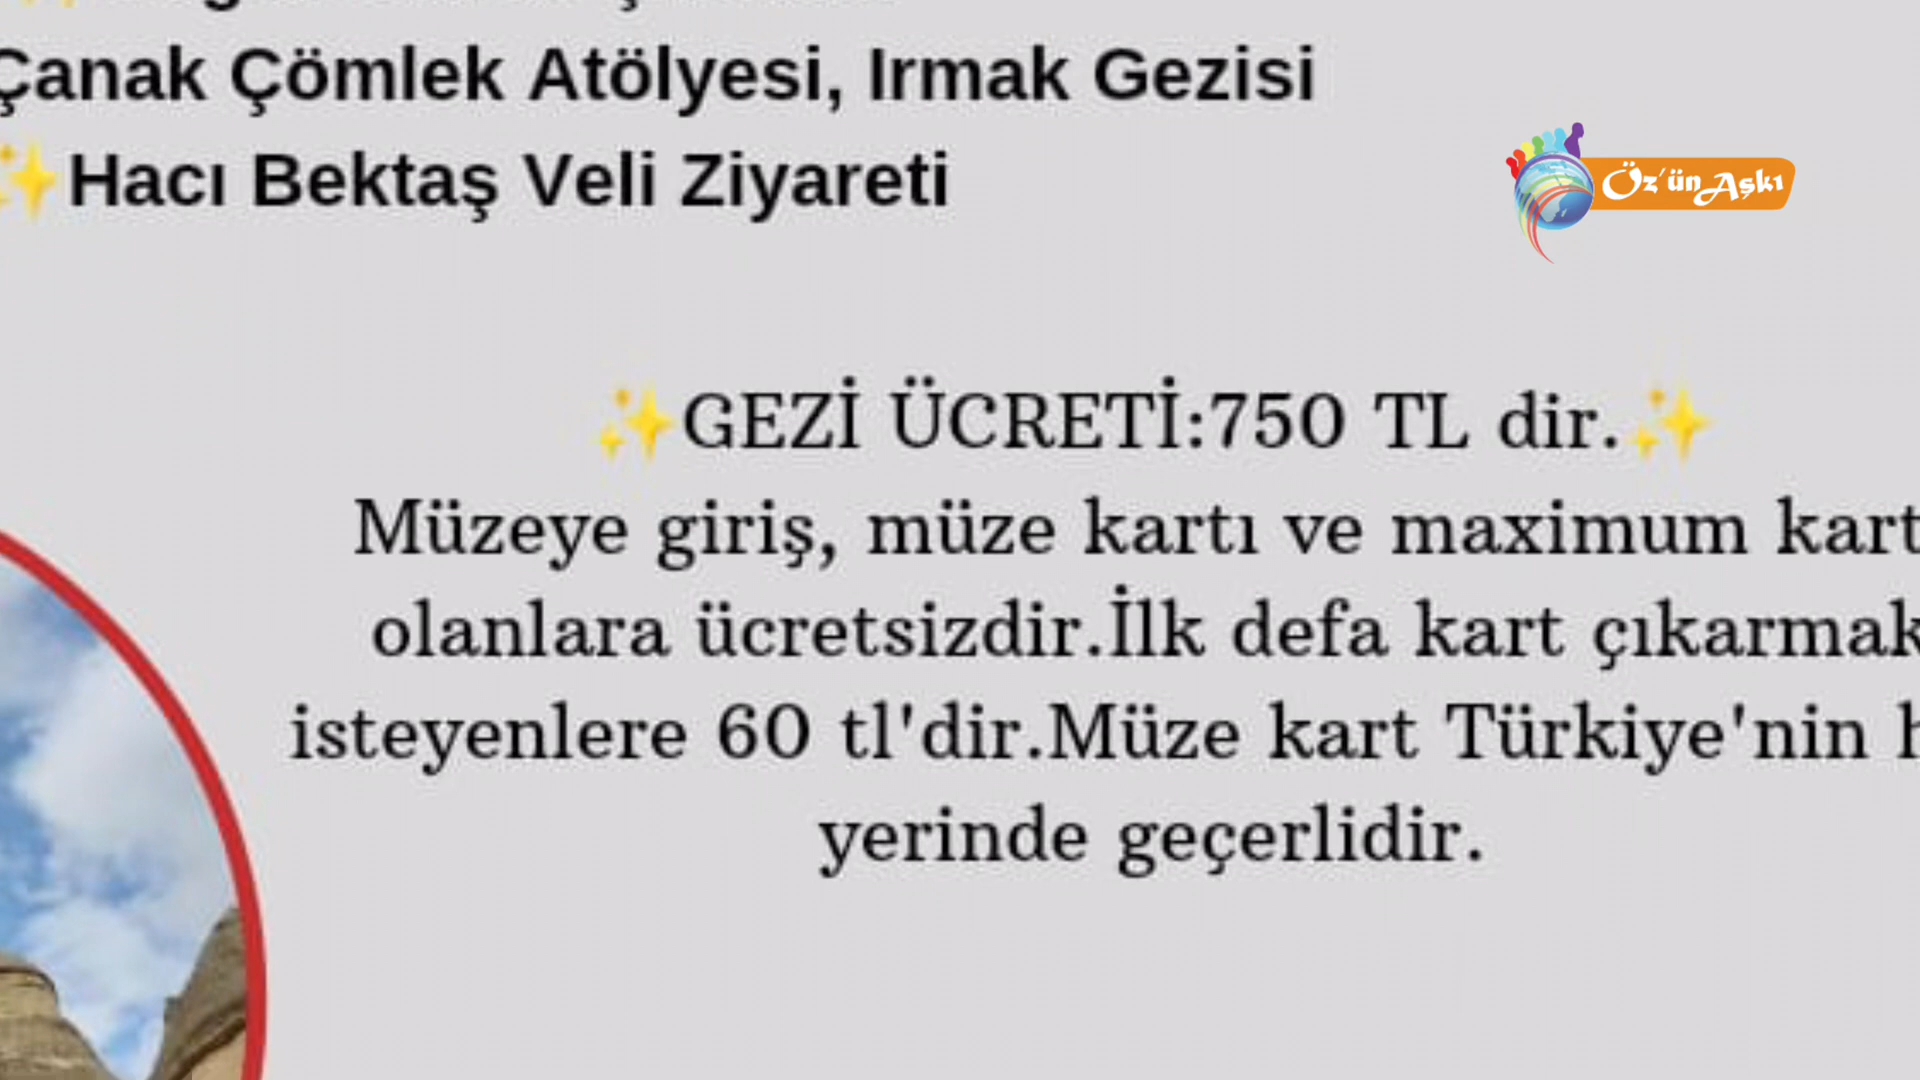 Çanak Çömlek Atölyesi, Irmak Gezisi
✨Hacı Bektaş Veli Ziyareti
Öz'ün Aşkı
✨GEZİ ÜCRETİ:750 TL dir.✨
Müzeye giriş, müze kartı ve maximum kart
olanlara ücretsizdir.İlk defa kart çıkarmak
isteyenlere 60 tl'dir.Müze kart Türkiye'nin
yerinde geçerlidir.